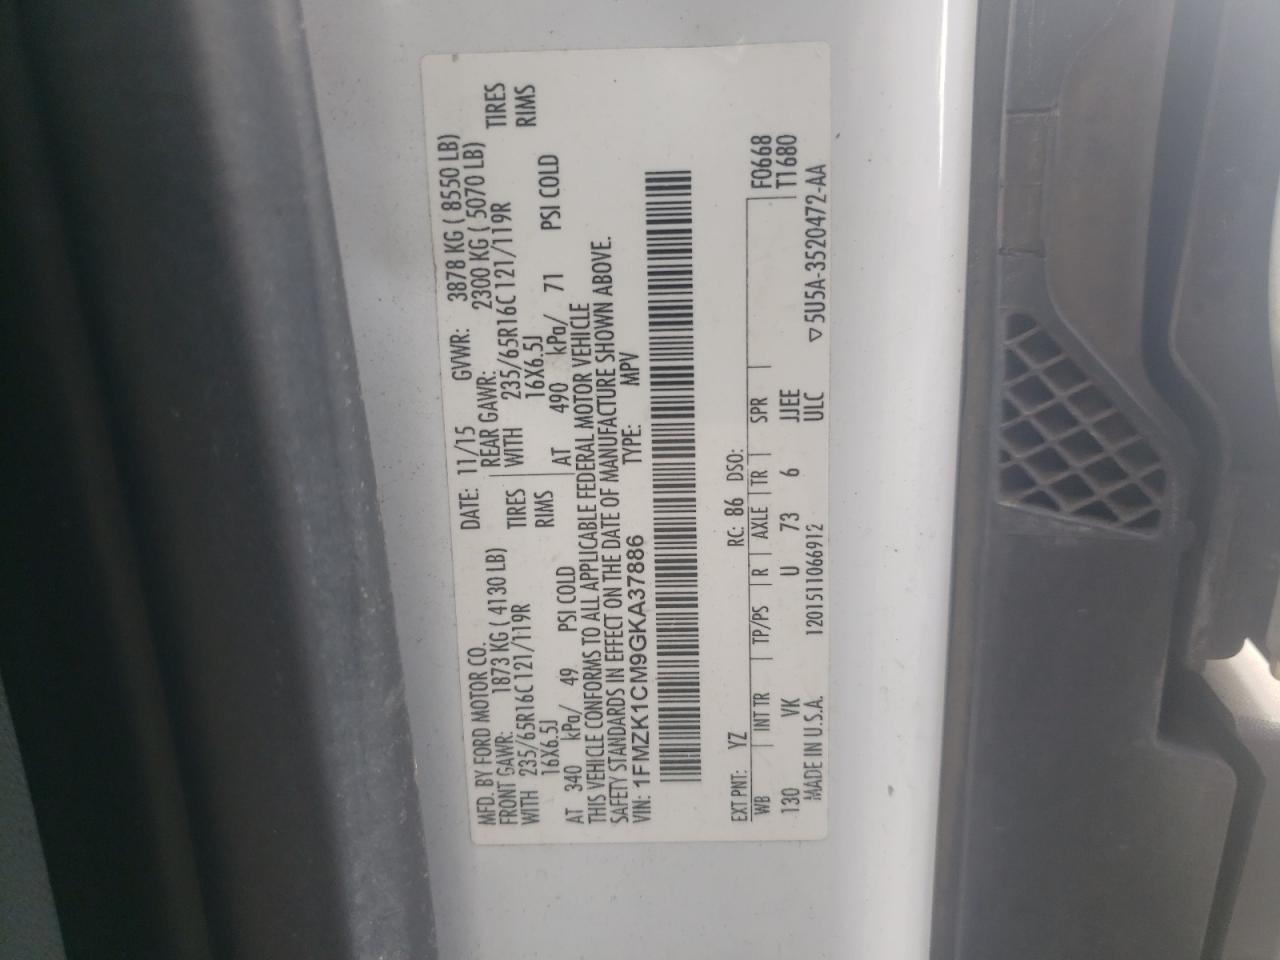 MFD. BY FORD MOTOR CO.
DATE: 11/15 GVWR: 3878 KG ( 8550 LB)
FRONT GAWR: 1873 KG ( 4130 LB) REAR GAWR: 2300 KG ( 5070 LB)
WITH 235/65R16C 121/119R TIRES WITH 235/65R16C 121/119R TIRES
16X6.5J RIMS 16X6.5J RIMS
AT 340 kPa/ 49 PSI COLD AT 490 kPa/ 71 PSI COLD
THIS VEHICLE CONFORMS TO ALL APPLICABLE FEDERAL MOTOR VEHICLE
SAFETY STANDARDS IN EFFECT ON THE DATE OF MANUFACTURE SHOWN ABOVE.
VIN: 1FMZK1CM9GKA37886 TYPE: MPV
EXT PNT: YZ RC: 86 DSO: F0668
WB INT TR TP/PS R AXLE TR SPR T1680
130 VK U 73 6 JJEE
MADE IN U.S.A. 1201511066912 ULC ▽5U5A-3520472-AA